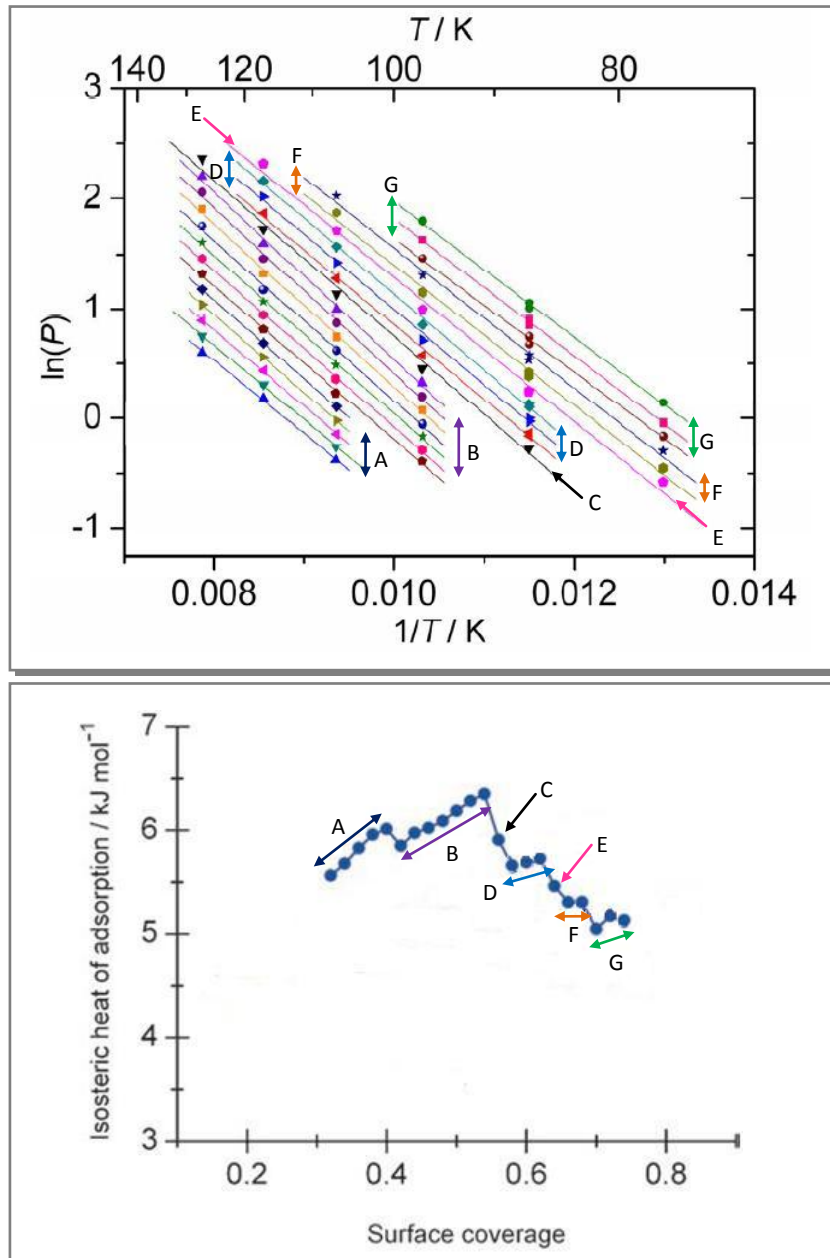 T / K
140 120 100 80
3
E
F
D
G
2
ln(P)
1
0
G
A
B
D
F
C
-1
E
0.008 0.010 0.012 0.014
1/T / K
7
Isosteric heat of adsorption / kJ mol⁻¹
C
A
6
E
B
D
F
5
G
4
3
0.2 0.4 0.6 0.8
Surface coverage